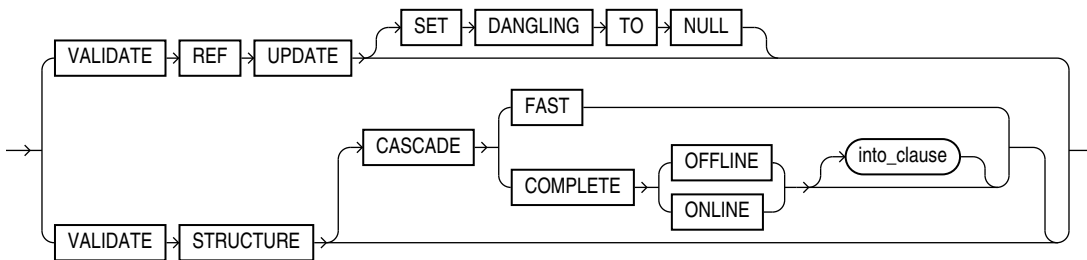 SET DANGLING TO NULL
VALIDATE REF UPDATE
FAST
CASCADE
OFFLINE into_clause
COMPLETE
ONLINE
VALIDATE STRUCTURE